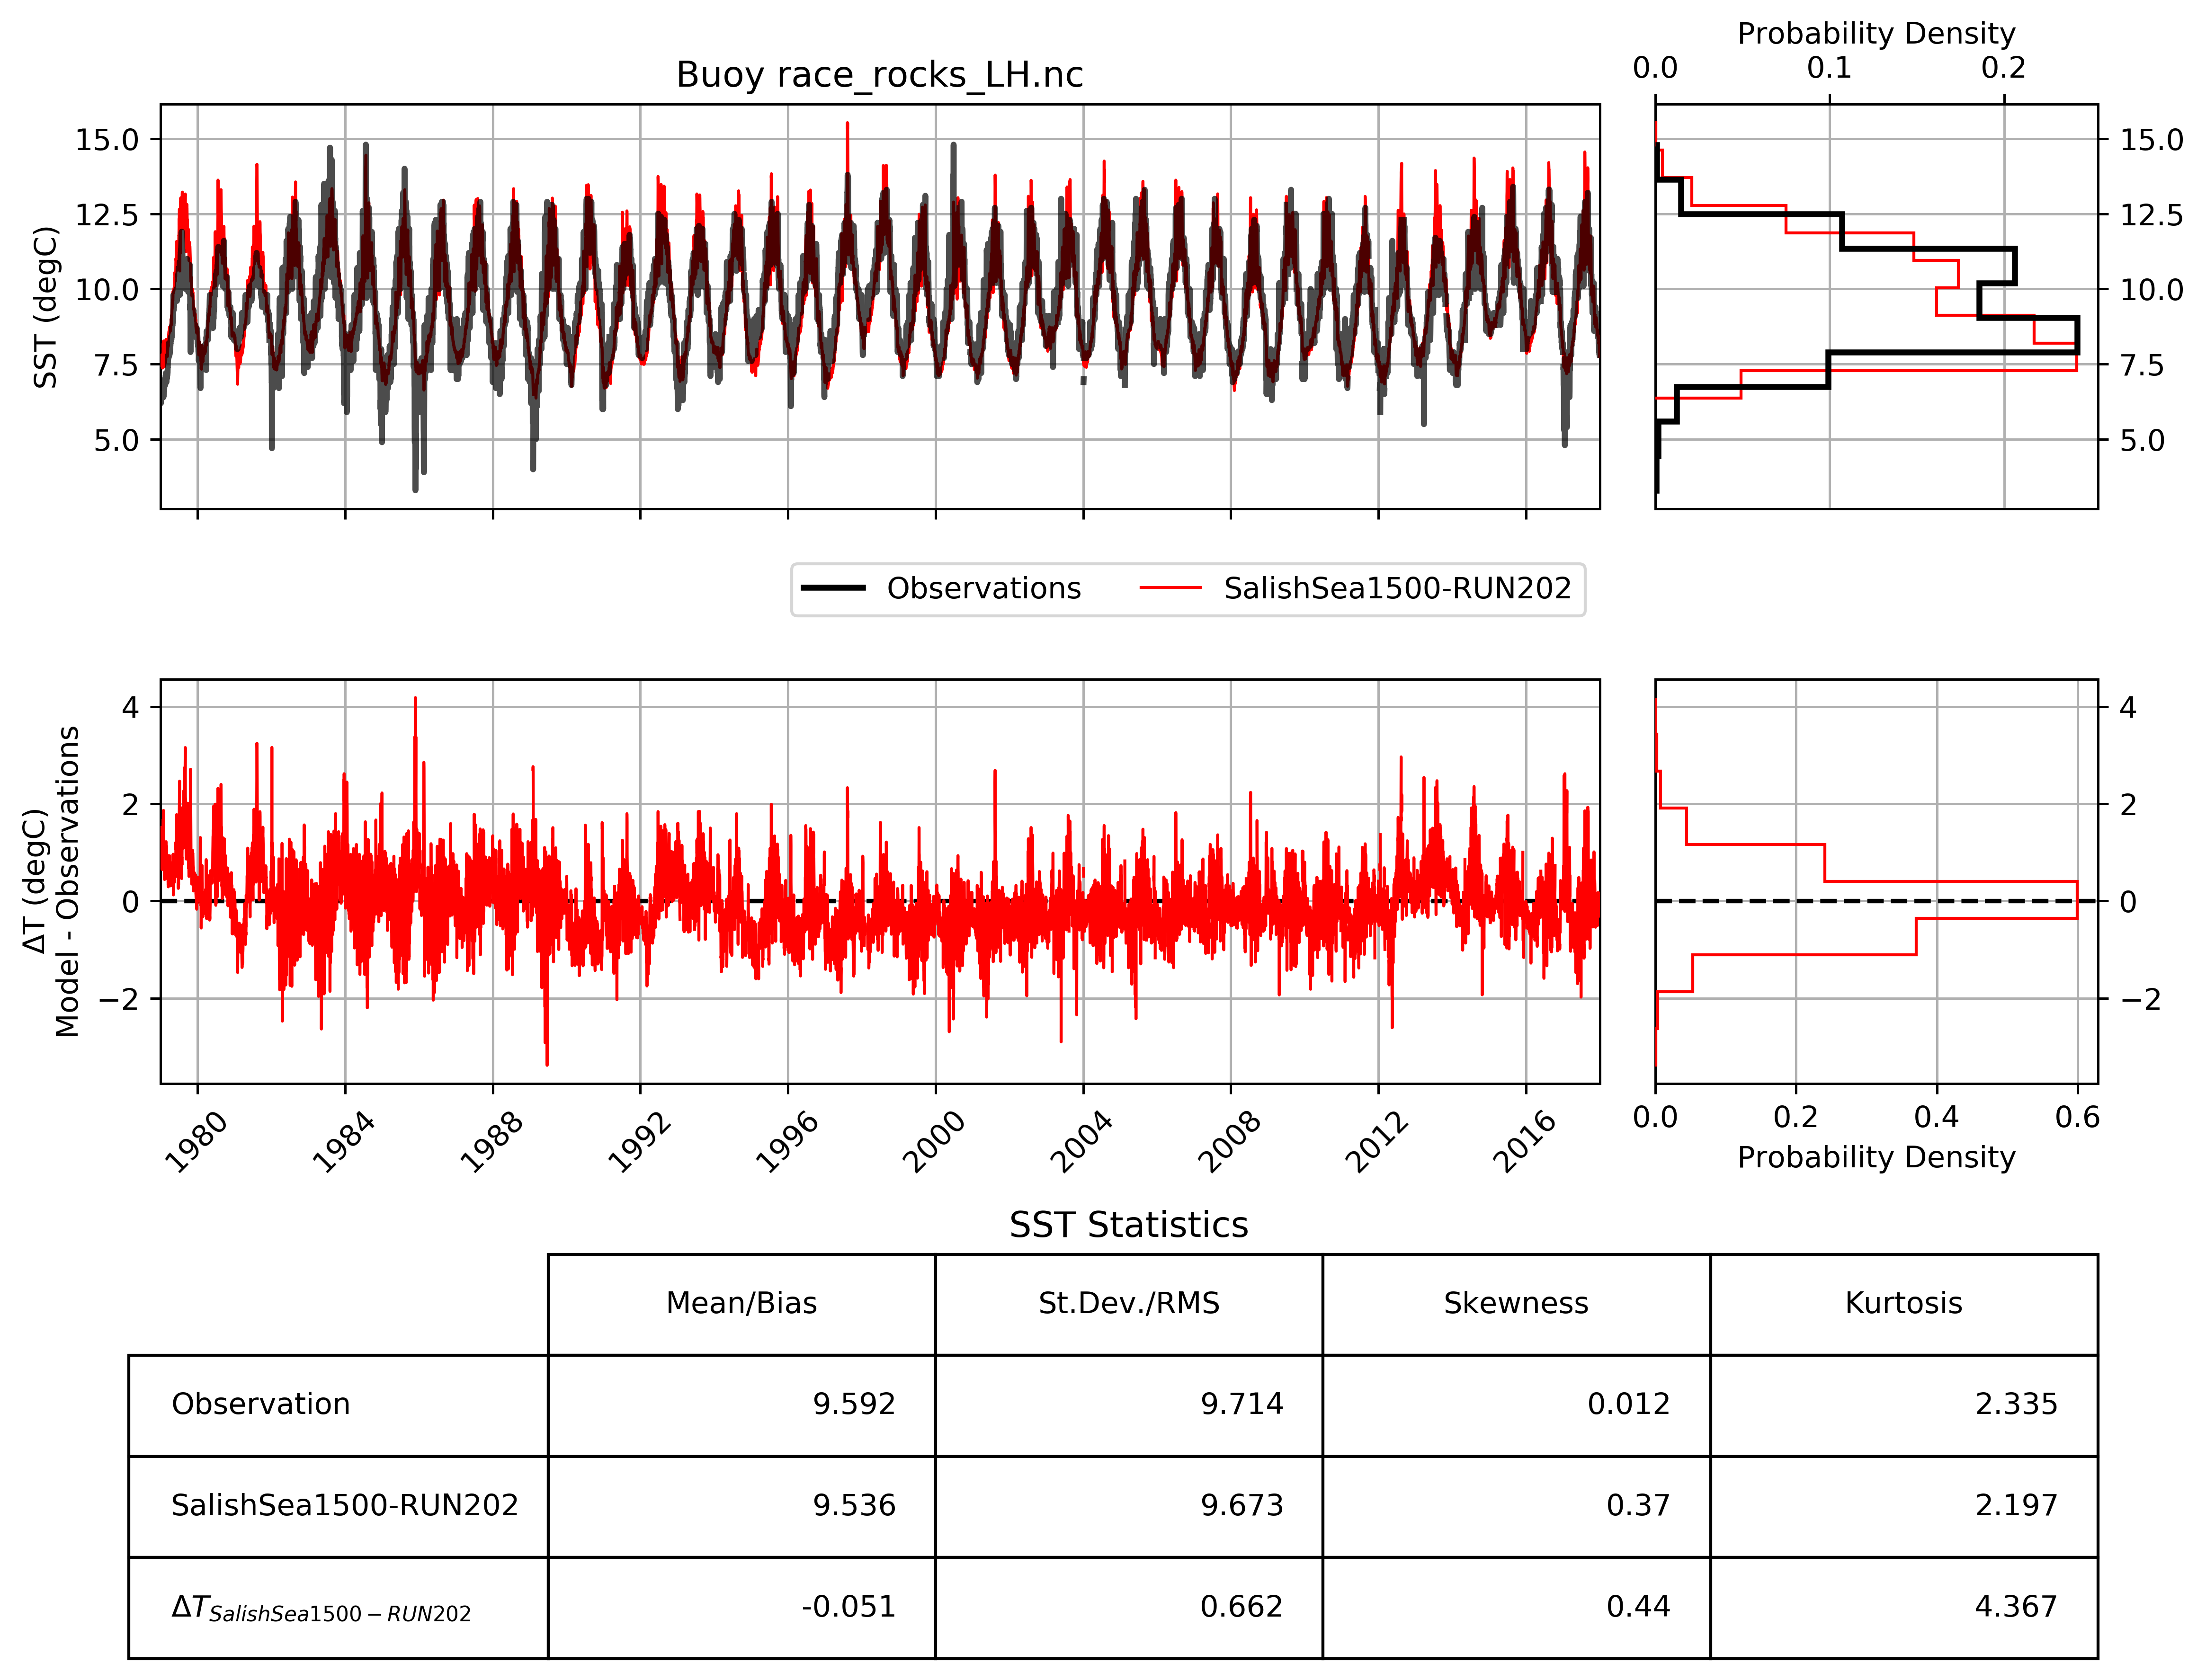 Probability Density
0.0 0.1 0.2
Buoy race_rocks_LH.nc
SST (degC)
15.0
12.5
10.0
7.5
5.0
15.0
12.5
10.0
7.5
5.0
Observations SalishSea1500-RUN202
ΔT (degC)
Model - Observations
4
2
0
−2
4
2
0
−2
1980 1984 1988 1992 1996 2000 2004 2008 2012 2016
0.0 0.2 0.4 0.6
Probability Density
SST Statistics
Mean/Bias St.Dev./RMS Skewness Kurtosis
Observation 9.592 9.714 0.012 2.335
SalishSea1500-RUN202 9.536 9.673 0.37 2.197
ΔT SalishSea1500−RUN202 -0.051 0.662 0.44 4.367